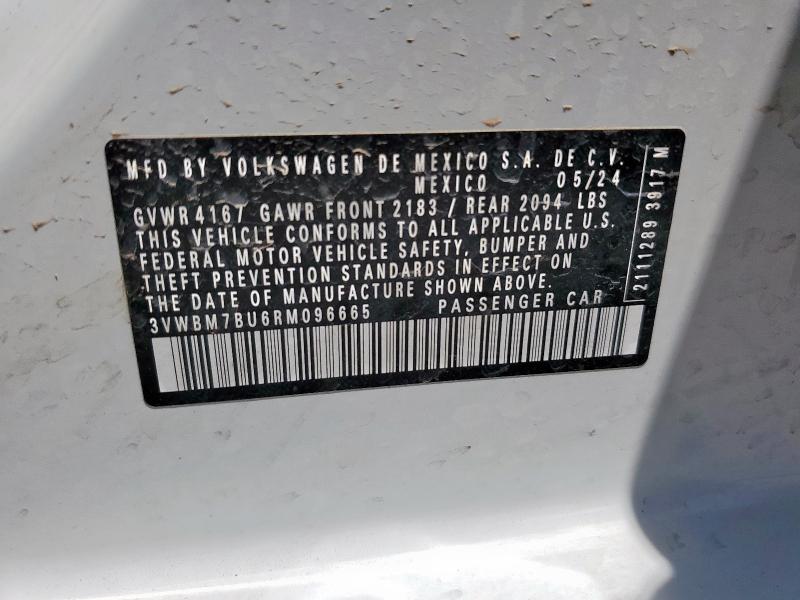 MFD BY VOLKSWAGEN DE MEXICO S.A. DE C.V.
MEXICO 05/24
GVWR 4167 GAWR FRONT 2183 / REAR 2094 LBS
THIS VEHICLE CONFORMS TO ALL APPLICABLE U.S.
FEDERAL MOTOR VEHICLE SAFETY, BUMPER AND
THEFT PREVENTION STANDARDS IN EFFECT ON
THE DATE OF MANUFACTURE SHOWN ABOVE.
3VWBM7BU6RM096665 PASSENGER CAR
2111289 3917 M